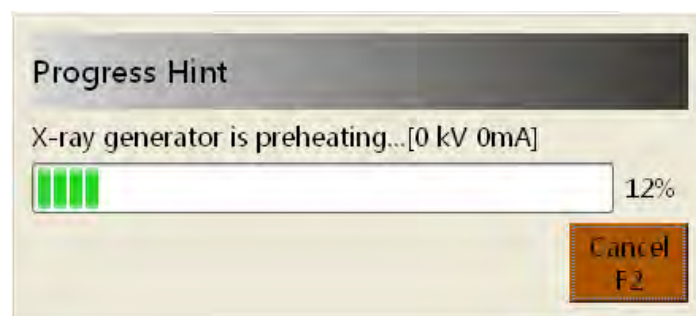 Progress Hint
X-ray generator is preheating...[0 kV 0mA]
12%
Cancel
F2